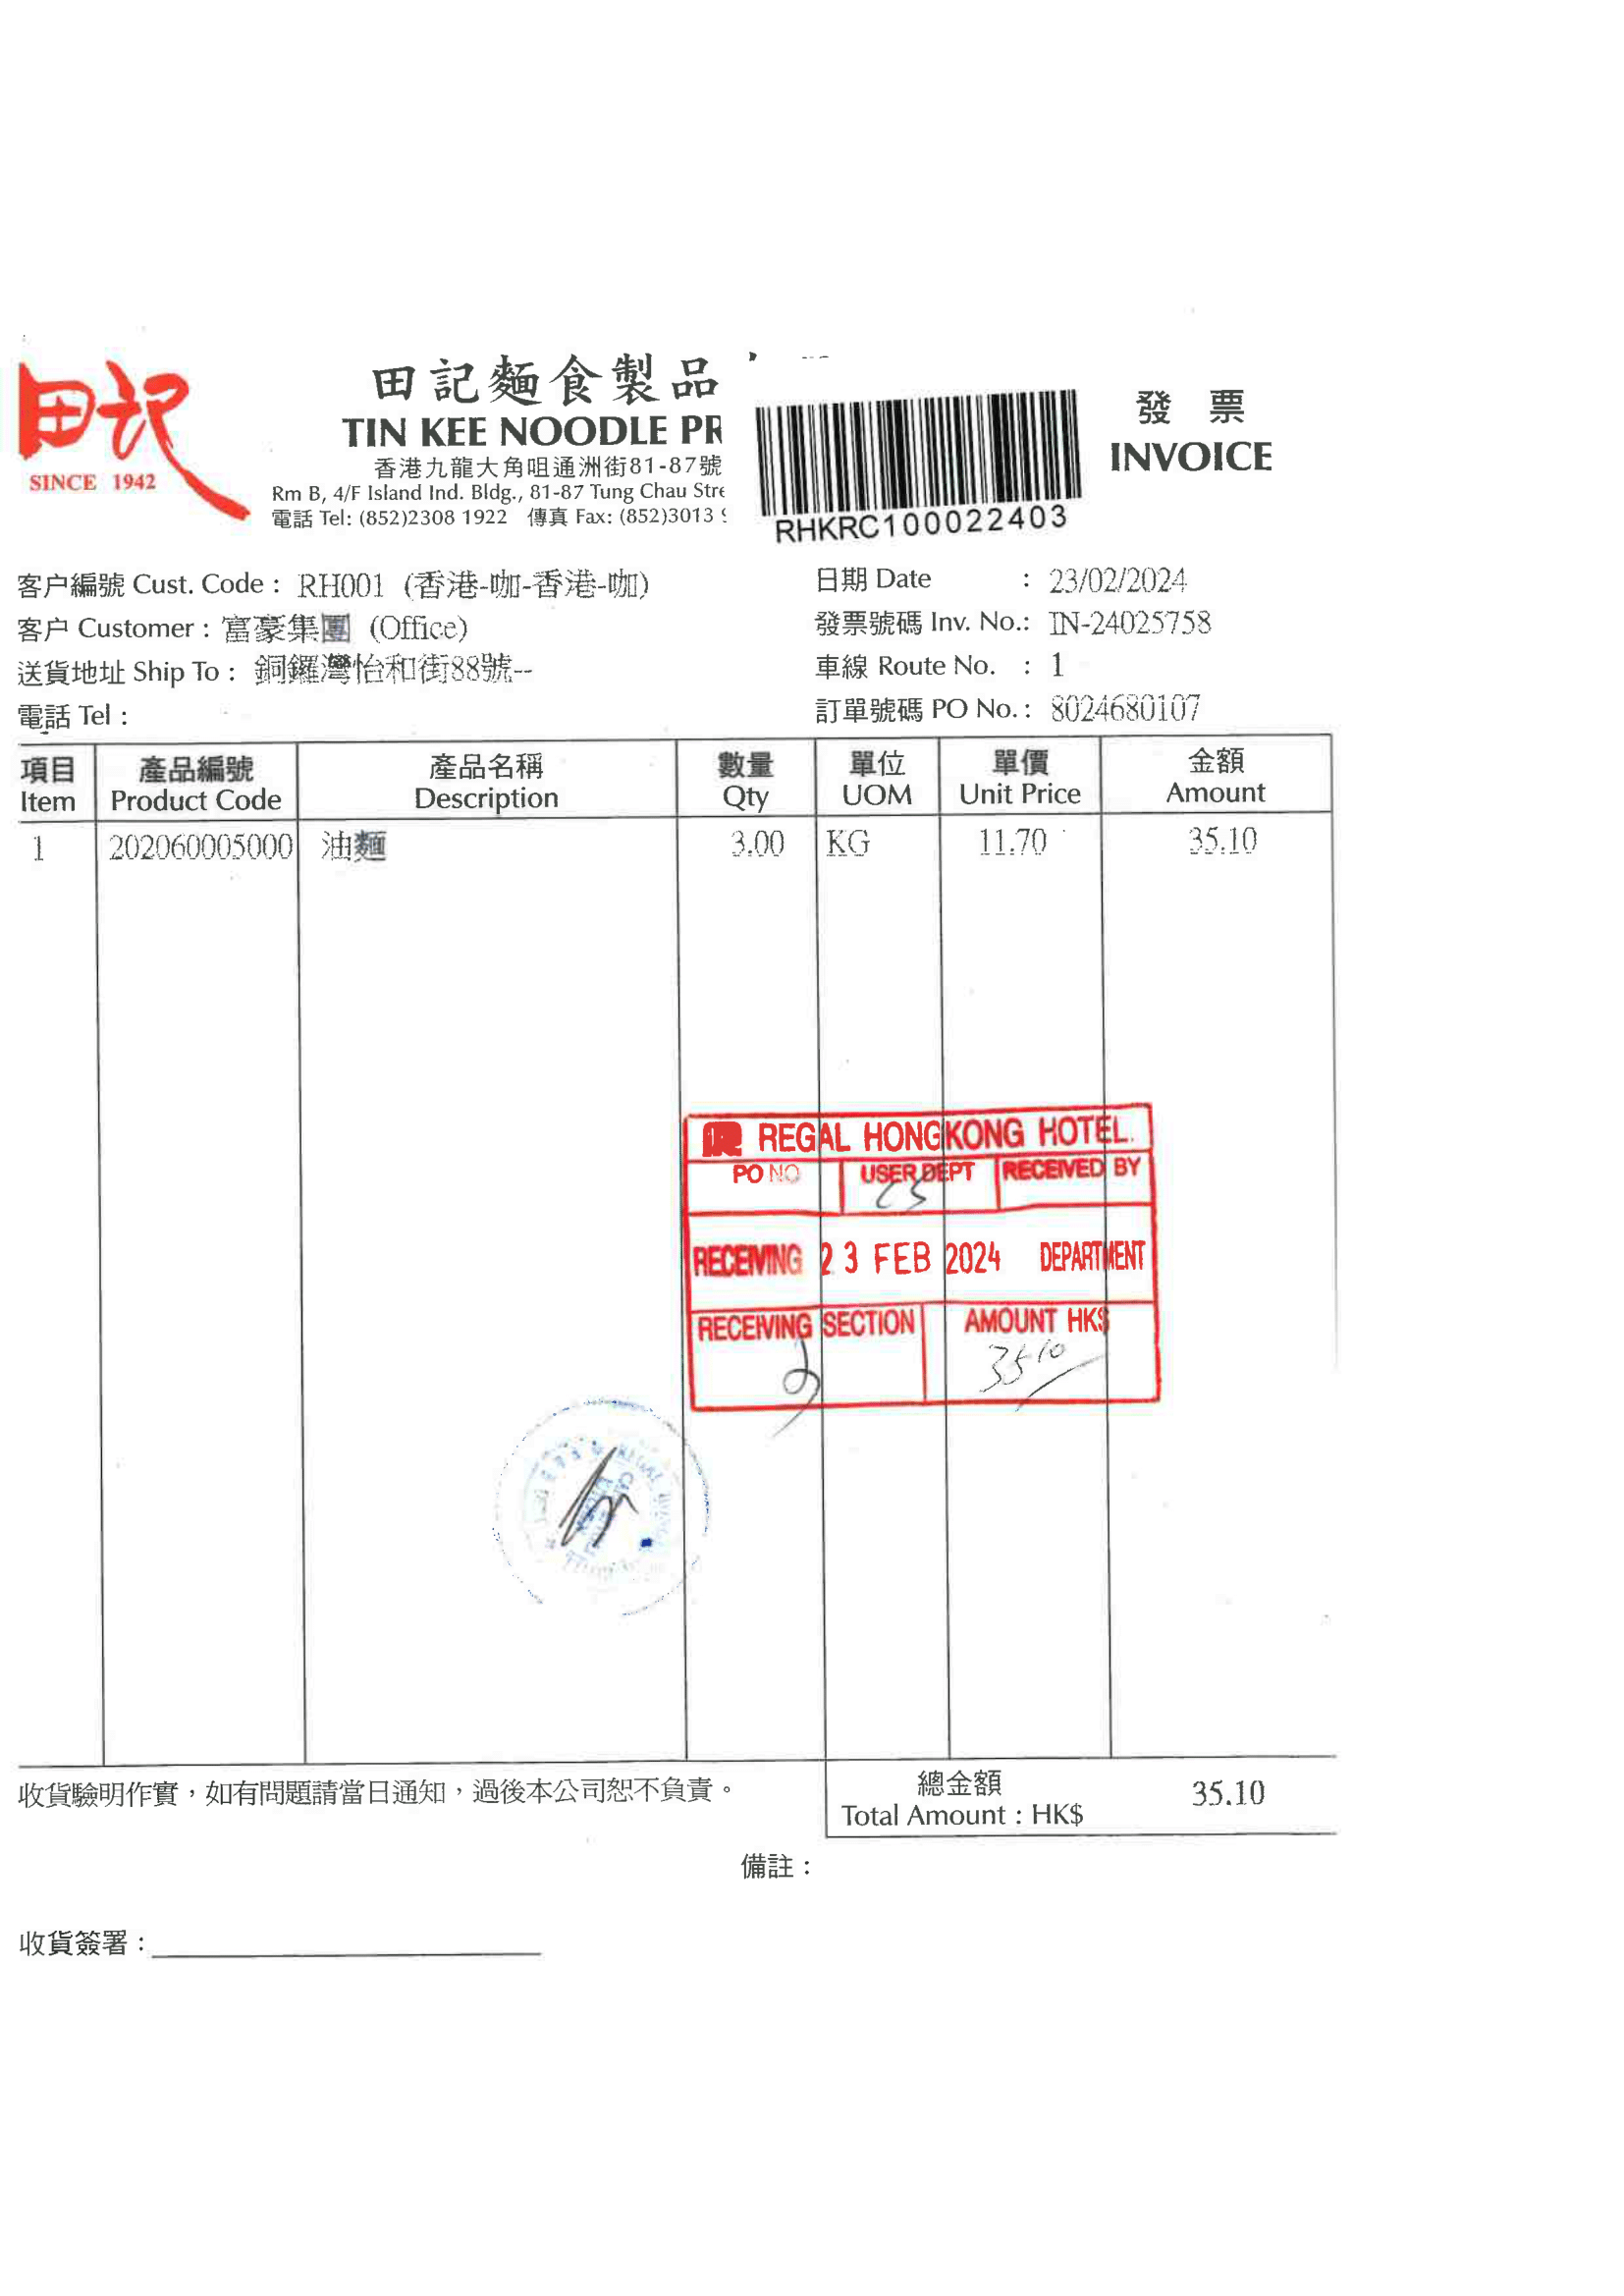 田记
SINCE 1942
田記麵食製品
TIN KEE NOODLE PR
香港九龍大角咀通洲街81-87號
Rm B, 4/F Island Ind. Bldg., 81-87 Tung Chau Stre
電話 Tel: (852)2308 1922 傳真 Fax: (852)3013
RHKRC100022403
發票
INVOICE
客户編號 Cust. Code : RH001 (香港-咖-香港-咖)
客户 Customer : 富豪集團 (Office)
送貨地址 Ship To : 銅鑼灣怡和街88號--
電話 Tel :
日期 Date : 23/02/2024
發票號碼 Inv. No.: IN-24025758
車線 Route No. : 1
訂單號碼 PO No.: 8024680107
項目 產品編號 產品名稱 數量 單位 單價 金額
Item Product Code Description Qty UOM Unit Price Amount
1 202060005000 油麵 3.00 KG 11.70 35.10
REGAL HONGKONG HOTEL.
PO NO USER DEPT RECEIVED BY
RECEIVING 23 FEB 2024 DEPARTMENT
RECEIVING SECTION AMOUNT HK$
35 10
收貨驗明作實，如有問題請當日通知，過後本公司恕不負責。
總金額
Total Amount : HK$ 35.10
備註：
收貨簽署：